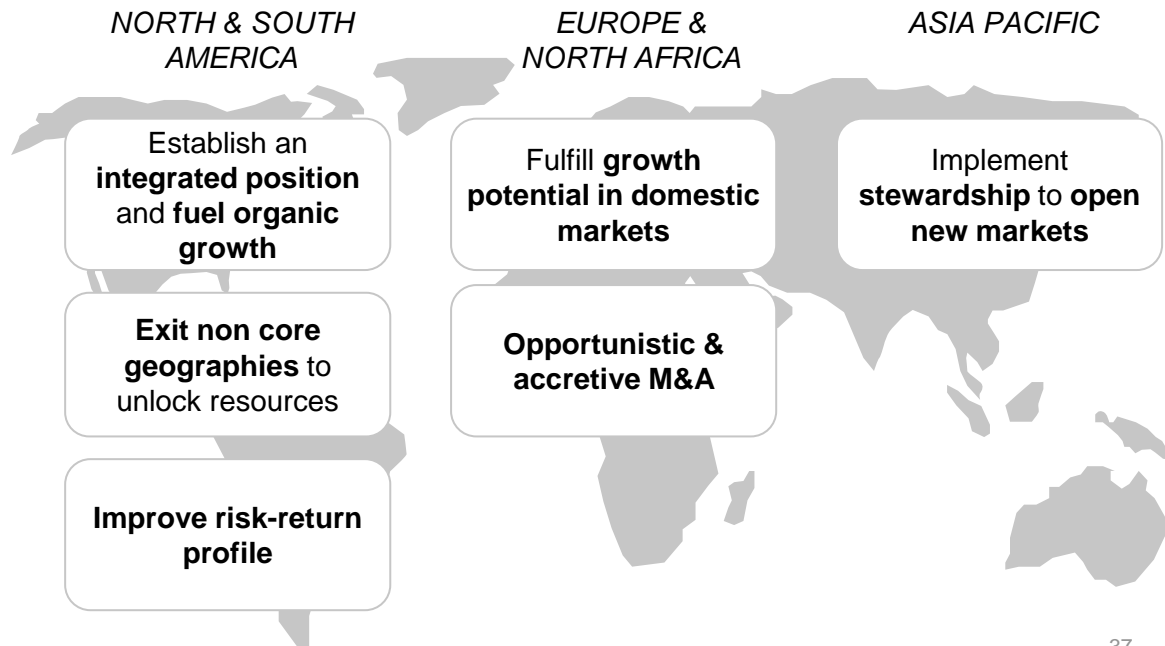 NORTH & SOUTH
AMERICA
EUROPE &
NORTH AFRICA
ASIA PACIFIC
Establish an
integrated position
and fuel organic
growth
Fulfill growth
potential in domestic
markets
Implement
stewardship to open
new markets
Exit non core
geographies to
unlock resources
Opportunistic &
accretive M&A
Improve risk-return
profile
37